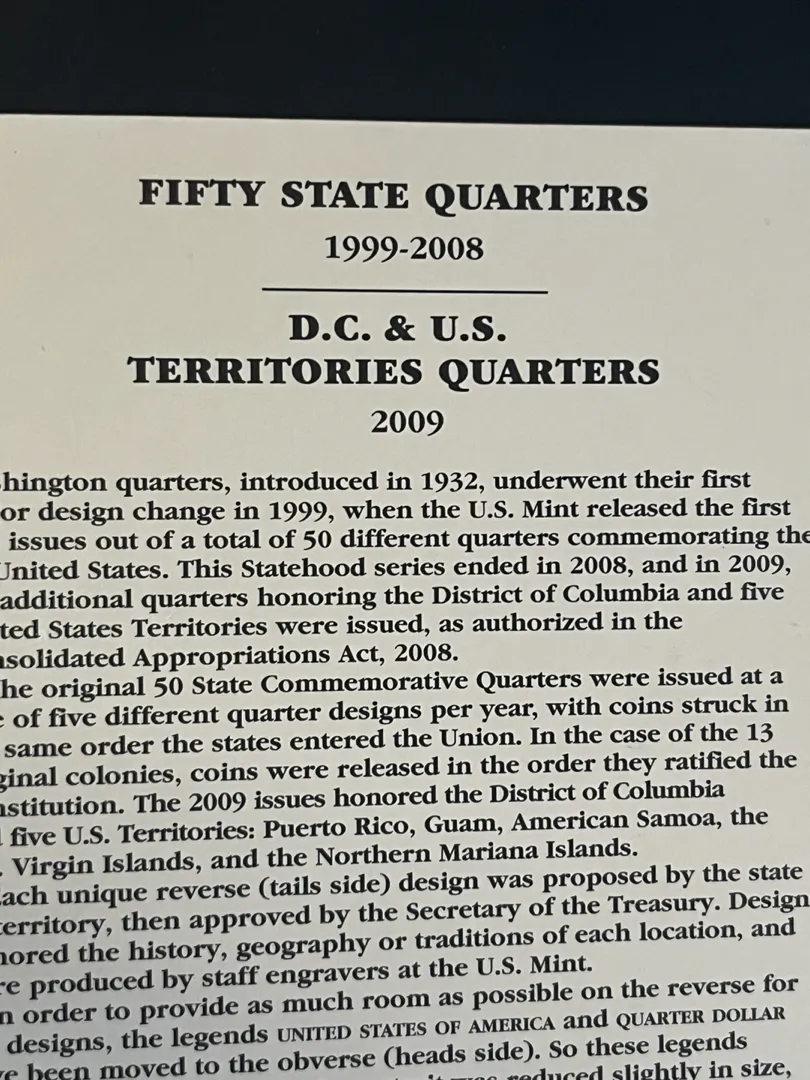 FIFTY STATE QUARTERS
1999-2008
D.C. & U.S.
TERRITORIES QUARTERS
2009
hington quarters, introduced in 1932, underwent their first
or design change in 1999, when the U.S. Mint released the first
issues out of a total of 50 different quarters commemorating the
United States. This Statehood series ended in 2008, and in 2009,
additional quarters honoring the District of Columbia and five
ted States Territories were issued, as authorized in the
nsolidated Appropriations Act, 2008.
he original 50 State Commemorative Quarters were issued at a
e of five different quarter designs per year, with coins struck in
same order the states entered the Union. In the case of the 13
ginal colonies, coins were released in the order they ratified the
nstitution. The 2009 issues honored the District of Columbia
five U.S. Territories: Puerto Rico, Guam, American Samoa, the
. Virgin Islands, and the Northern Mariana Islands.
ach unique reverse (tails side) design was proposed by the state
erritory, then approved by the Secretary of the Treasury. Design
nored the history, geography or traditions of each location, and
re produced by staff engravers at the U.S. Mint.
n order to provide as much room as possible on the reverse for
designs, the legends UNITED STATES OF AMERICA and QUARTER DOLLAR
ve been moved to the obverse (heads side). So these legends
reduced slightly in size,